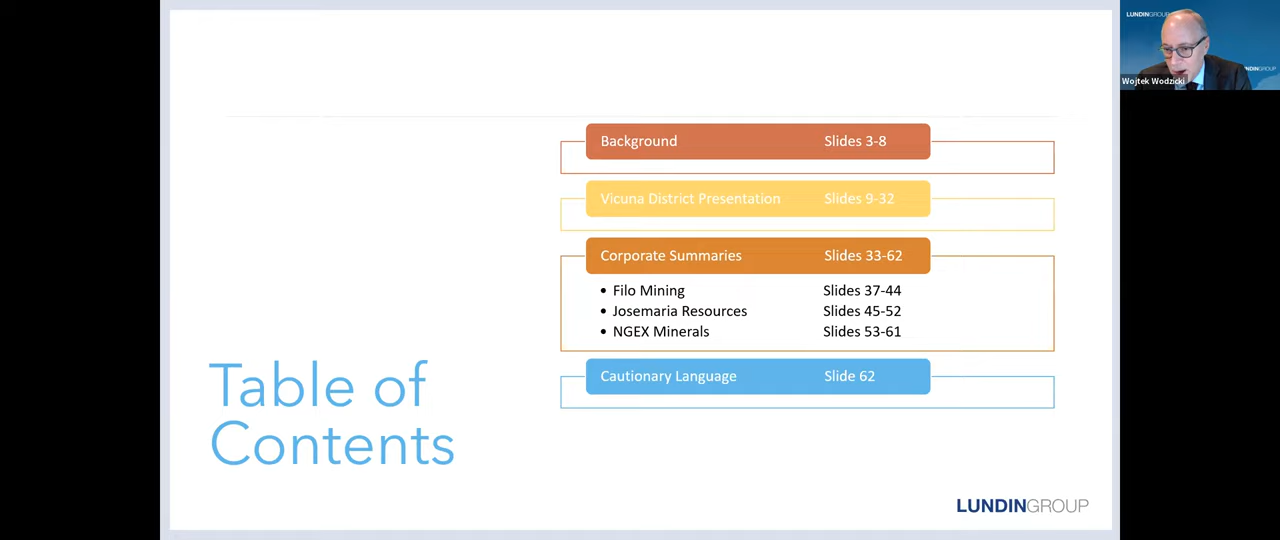 LUNDINGROUP
NDINGROUP
Wojtek Wodzicki
Background Slides 3-8
Vicuna District Presentation Slides 9-32
Corporate Summaries Slides 33-62
• Filo Mining Slides 37-44
• Josemaria Resources Slides 45-52
• NGEX Minerals Slides 53-61
Cautionary Language Slide 62
Table of
Contents
LUNDINGROUP